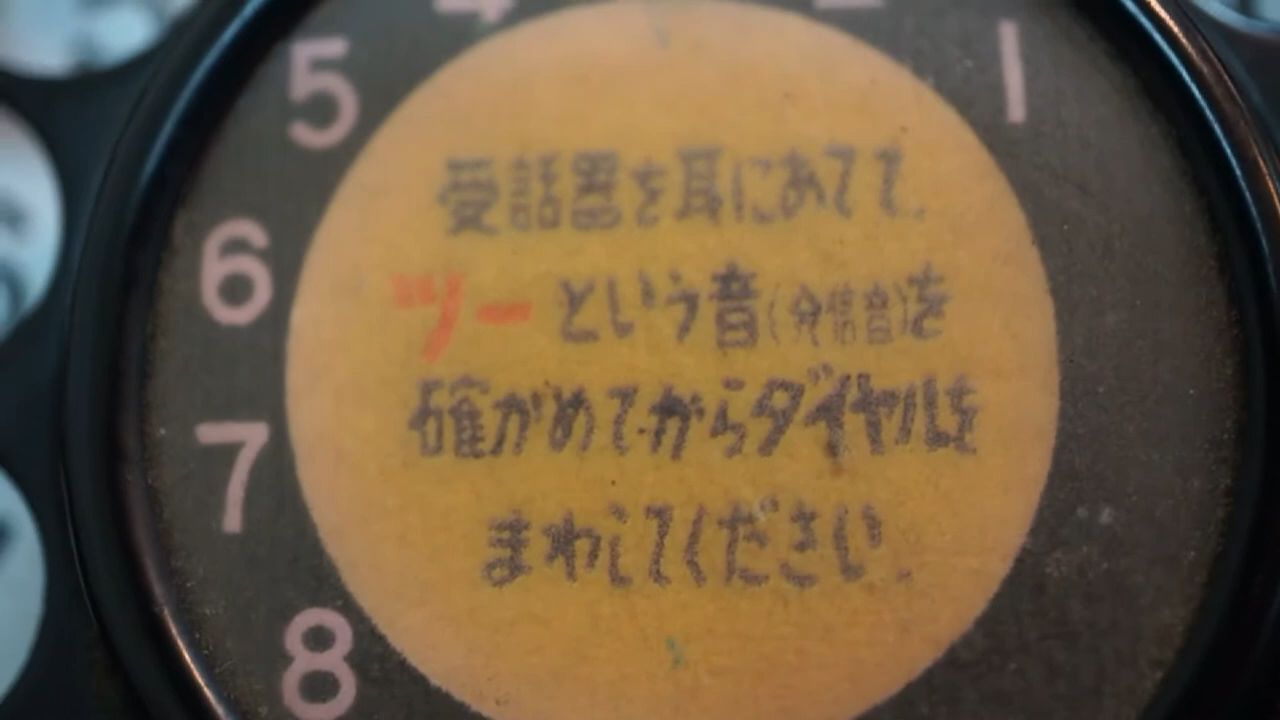 受話器を耳にあてて.
ツーという音(発信音)を
確かめてからダイヤルを
まわしてください.
1
5
6
7
8